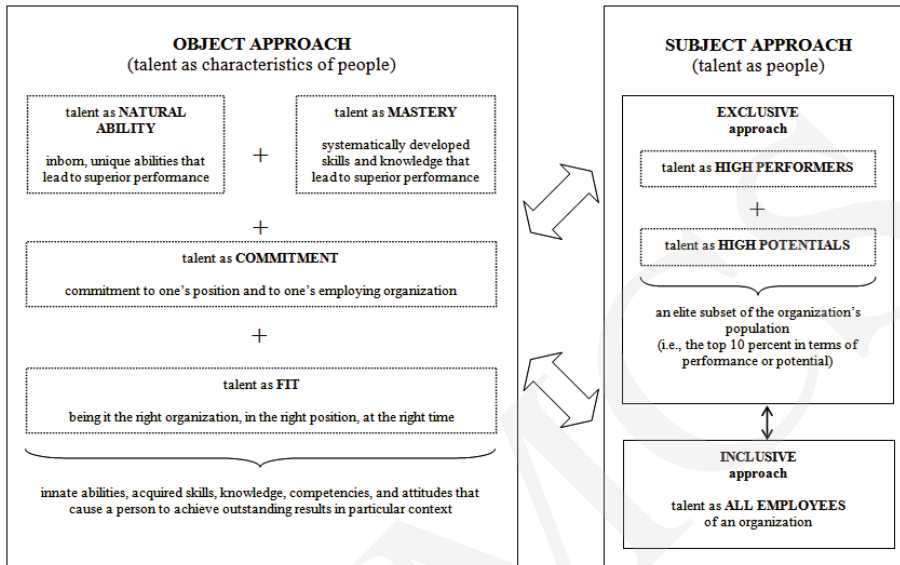 OBJECT APPROACH
(talent as characteristics of people)
talent as NATURAL
ABILITY
inborn, unique abilities that
lead to superior performance
+
talent as MASTERY
systematically developed
skills and knowledge that
lead to superior performance
+
talent as COMMITMENT
commitment to one's position and to one's employing organization
+
talent as FIT
being it the right organization, in the right position, at the right time
innate abilities, acquired skills, knowledge, competencies, and attitudes that
cause a person to achieve outstanding results in particular context
SUBJECT APPROACH
(talent as people)
EXCLUSIVE
approach
talent as HIGH PERFORMERS
+
talent as HIGH POTENTIALS
an elite subset of the organization's
population
(i.e., the top 10 percent in terms of
performance or potential)
INCLUSIVE
approach
talent as ALL EMPLOYEES
of an organization
MCS